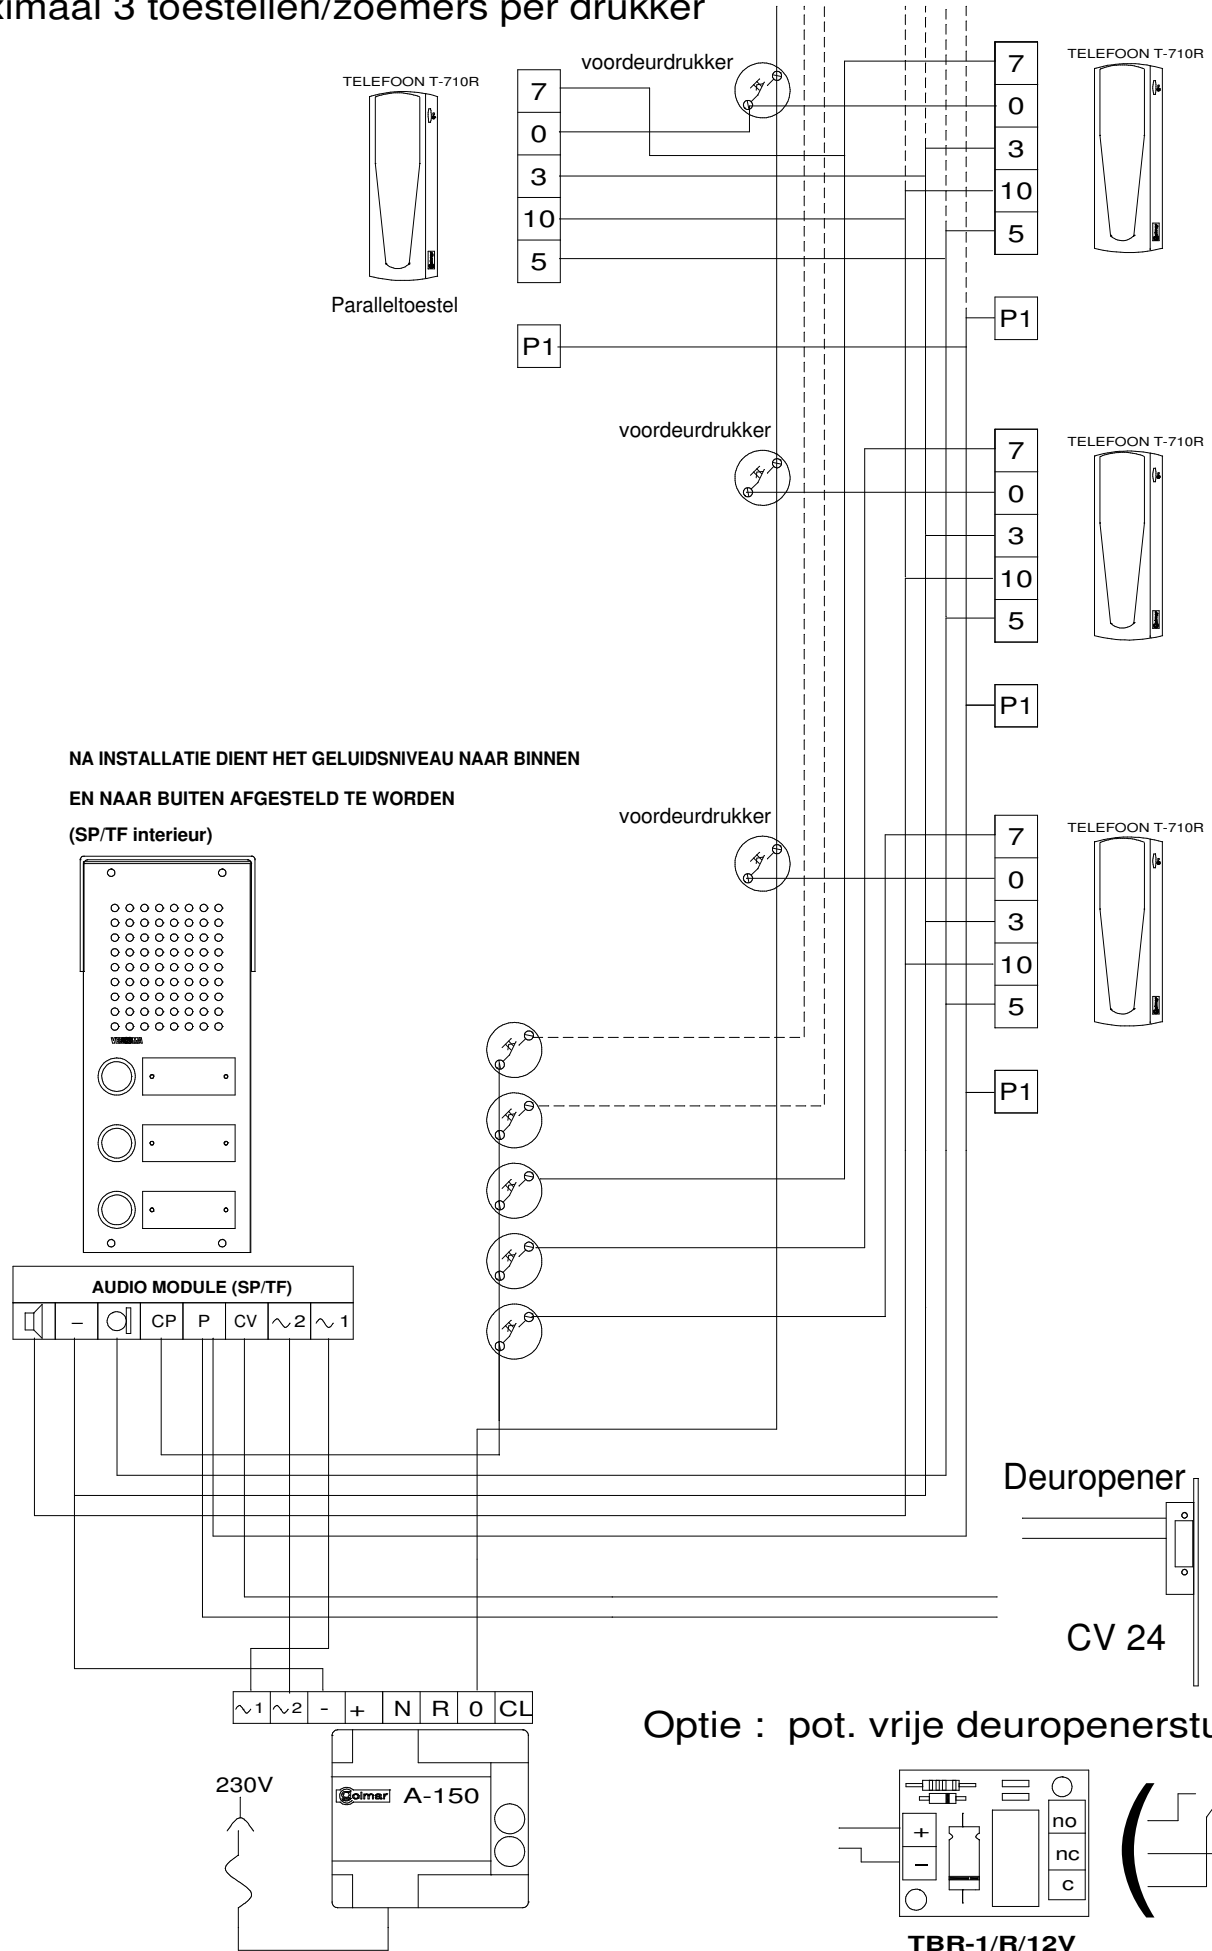 ximaal 3 toestellen/zoemers per drukker
voordeurdrukker
TELEFOON T-710R
7
0
3
10
5
P1
TELEFOON T-710R
Paralleltoestel
7
0
3
10
5
P1
voordeurdrukker
7
0
3
10
5
P1
TELEFOON T-710R
NA INSTALLATIE DIENT HET GELUIDSNIVEAU NAAR BINNEN
EN NAAR BUITEN AFGESTELD TE WORDEN
(SP/TF interieur)
voordeurdrukker
7
0
3
10
5
P1
TELEFOON T-710R
AUDIO MODULE (SP/TF)
– CP P CV ~2 ~1
Deuropener
CV 24
~1 ~2 - + N R 0 CL
230V
Golmar A-150
Optie : pot. vrije deuropenerstu
+
–
no
nc
c
TBR-1/R/12V